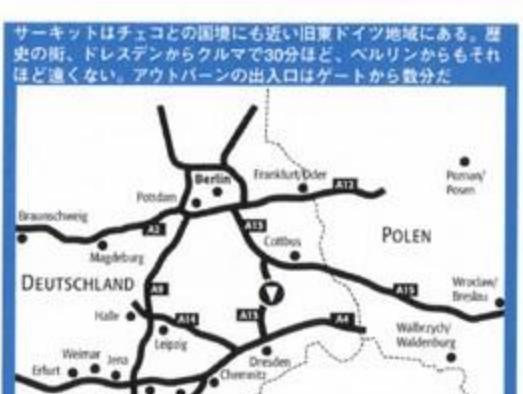 サーキットはチェコとの国境にも近い旧東ドイツ地域にある。歴
史の街、ドレスデンからクルマで30分ほど、ベルリンからもそれ
ほど遠くない。アウトバーンの出入口はゲートから数分だ
Berlin
Frankfurt/Oder
A12
Poznan/
Posen
Potsdam
Braunschweig
A2
A15
POLEN
Cottbus
Magdeburg
DEUTSCHLAND
A9
A15
Wroclaw/
Breslau
Halle
A14
A13
A4
Walbrzych/
Waldenburg
Leipzig
Weimar
Jena
Dresden
Erfurt
Chemnitz